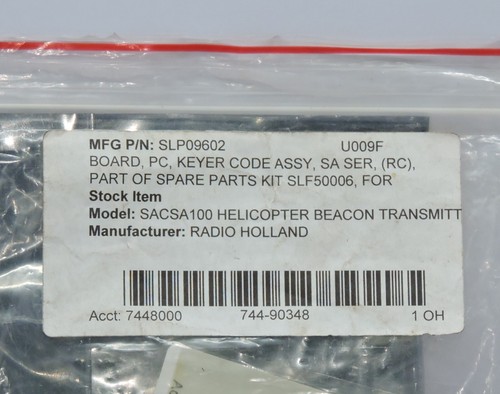 MFG P/N: SLP09602 U009F
BOARD, PC, KEYER CODE ASSY, SA SER, (RC),
PART OF SPARE PARTS KIT SLF50006, FOR
Stock Item
Model: SACSA100 HELICOPTER BEACON TRANSMITT
Manufacturer: RADIO HOLLAND
Acct: 7448000 744-90348 1 OH